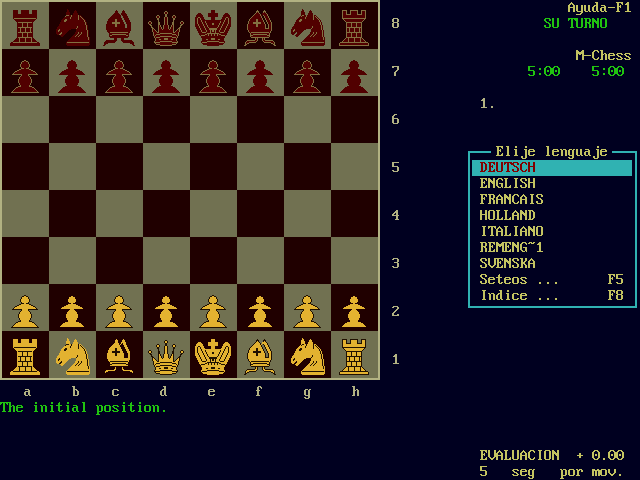 Ayuda-F1
8
SU TURNO
M-Chess
7
5:00 5:00
1.
6
Elije lenguaje
5
DEUTSCH
ENGLISH
FRANCAIS
4
HOLLAND
ITALIANO
REMENG~1
3
SVENSKA
Seteos ... F5
Indice ... F8
2
1
a b c d e f g h
The initial position.
EVALUACION + 0.00
5 seg por mov.